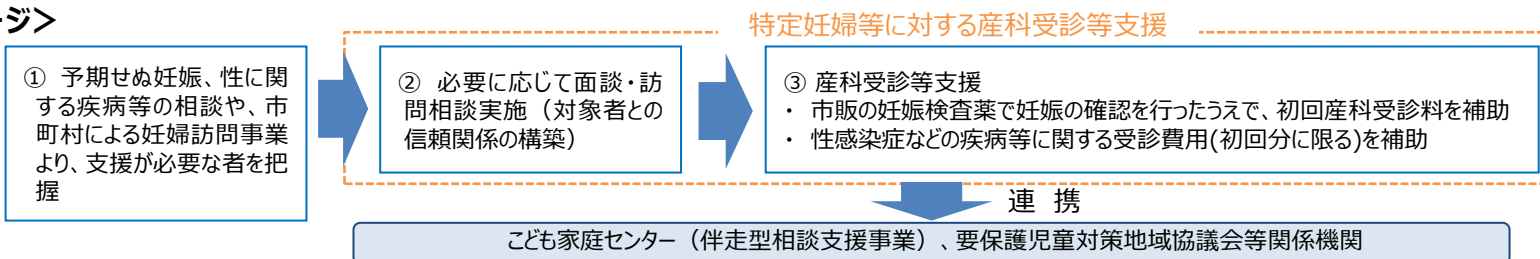 ージ＞
特定妊婦等に対する産科受診等支援
① 予期せぬ妊娠、性に関
する疾病等の相談や、市
町村による妊婦訪問事業
より、支援が必要な者を把
握
② 必要に応じて面談・訪
問相談実施（対象者との
信頼関係の構築）
③ 産科受診等支援
・ 市販の妊娠検査薬で妊娠の確認を行ったうえで、初回産科受診料を補助
・ 性感染症などの疾病等に関する受診費用(初回分に限る)を補助
連 携
こども家庭センター（伴走型相談支援事業）、要保護児童対策地域協議会等関係機関